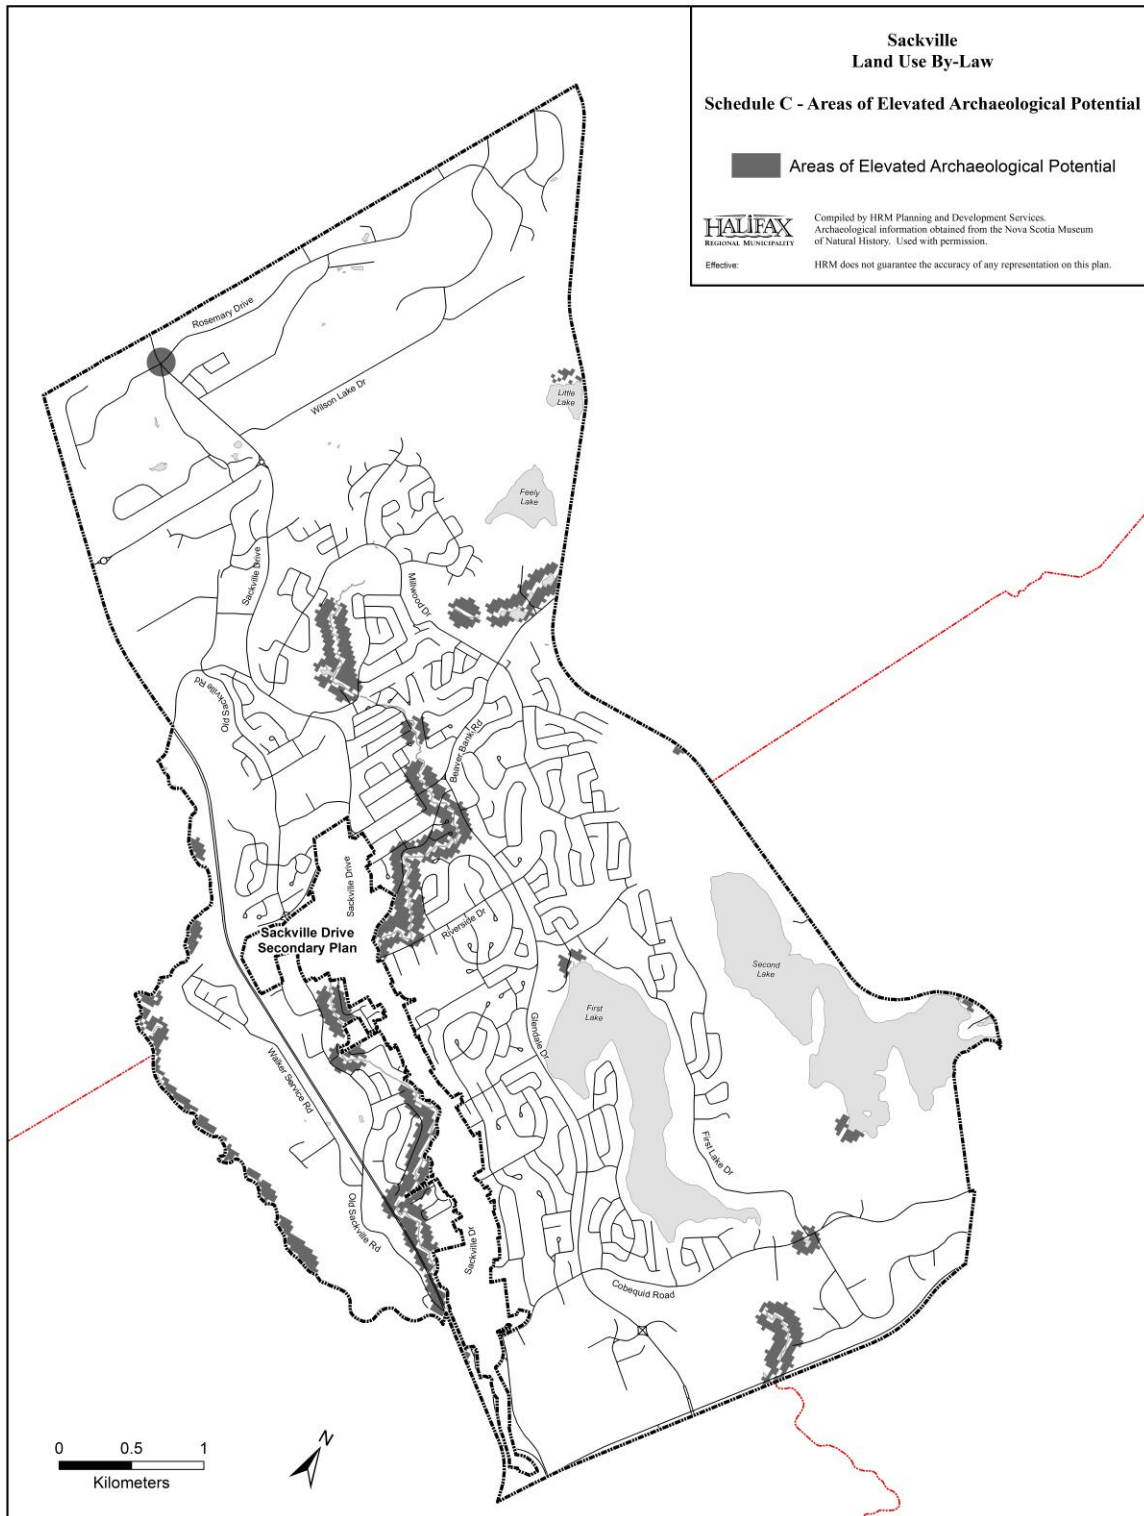 Sackville
Land Use By-Law
Schedule C - Areas of Elevated Archaeological Potential
Areas of Elevated Archaeological Potential
HALIFAX
REGIONAL MUNICIPALITY
Compiled by HRM Planning and Development Services.
Archaeological information obtained from the Nova Scotia Museum
of Natural History. Used with permission.
Effective:
HRM does not guarantee the accuracy of any representation on this plan.
Rosemary Drive
Wilson Lake Dr
Little
Lake
Feely
Lake
Sackville Drive
Millwood Dr
Old Sackville Rd
Beaver Bank Rd
Sackville Drive
Riverside Dr
Sackville Drive
Secondary Plan
Second
Lake
First
Lake
Glendale Dr
Walker Service Rd
First Lake Dr
Old Sackville Rd
Sackville Dr
Cobequid Road
0 0.5 1
Kilometers
N